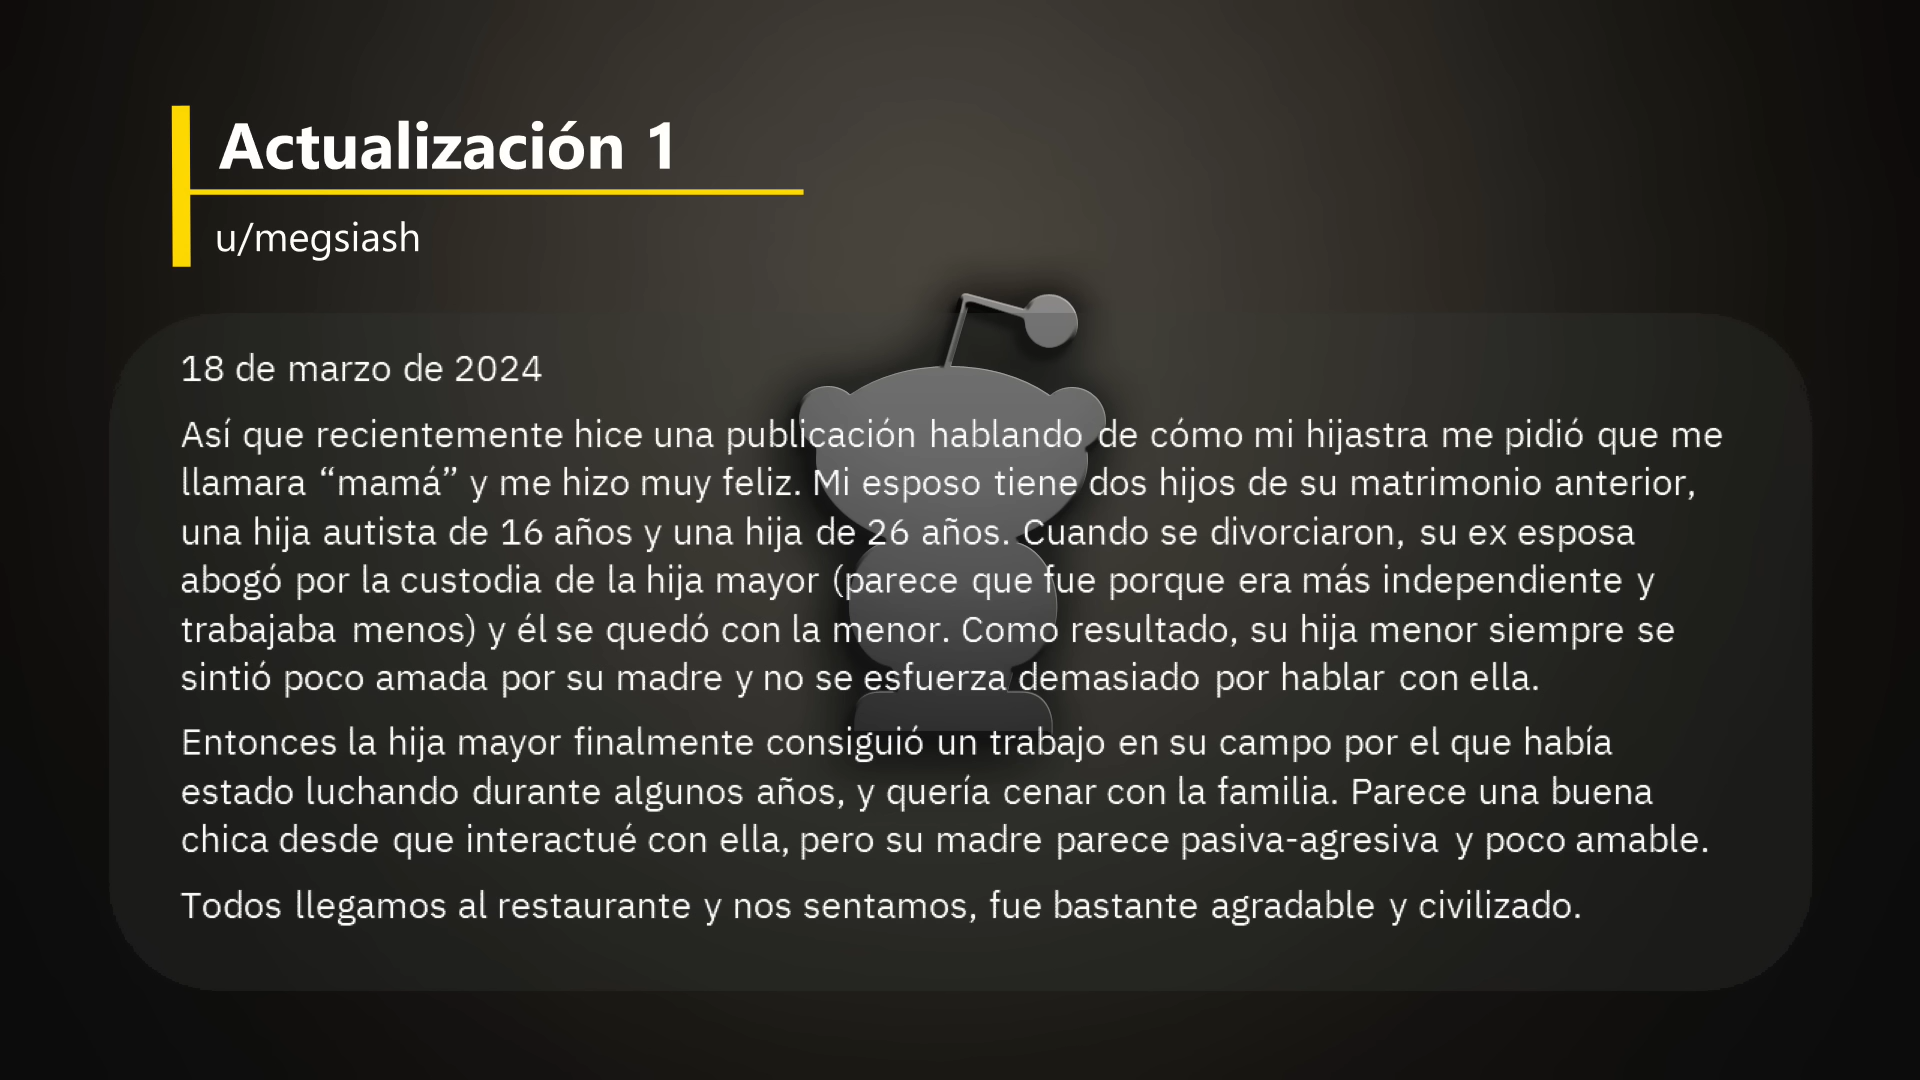 Actualización 1
u/megsiash
18 de marzo de 2024
Así que recientemente hice una publicación hablando de cómo mi hijastra me pidió que me
llamara “mamá” y me hizo muy feliz. Mi esposo tiene dos hijos de su matrimonio anterior,
una hija autista de 16 años y una hija de 26 años. Cuando se divorciaron, su ex esposa
abogó por la custodia de la hija mayor (parece que fue porque era más independiente y
trabajaba menos) y él se quedó con la menor. Como resultado, su hija menor siempre se
sintió poco amada por su madre y no se esfuerza demasiado por hablar con ella.
Entonces la hija mayor finalmente consiguió un trabajo en su campo por el que había
estado luchando durante algunos años, y quería cenar con la familia. Parece una buena
chica desde que interactué con ella, pero su madre parece pasiva-agresiva y poco amable.
Todos llegamos al restaurante y nos sentamos, fue bastante agradable y civilizado.